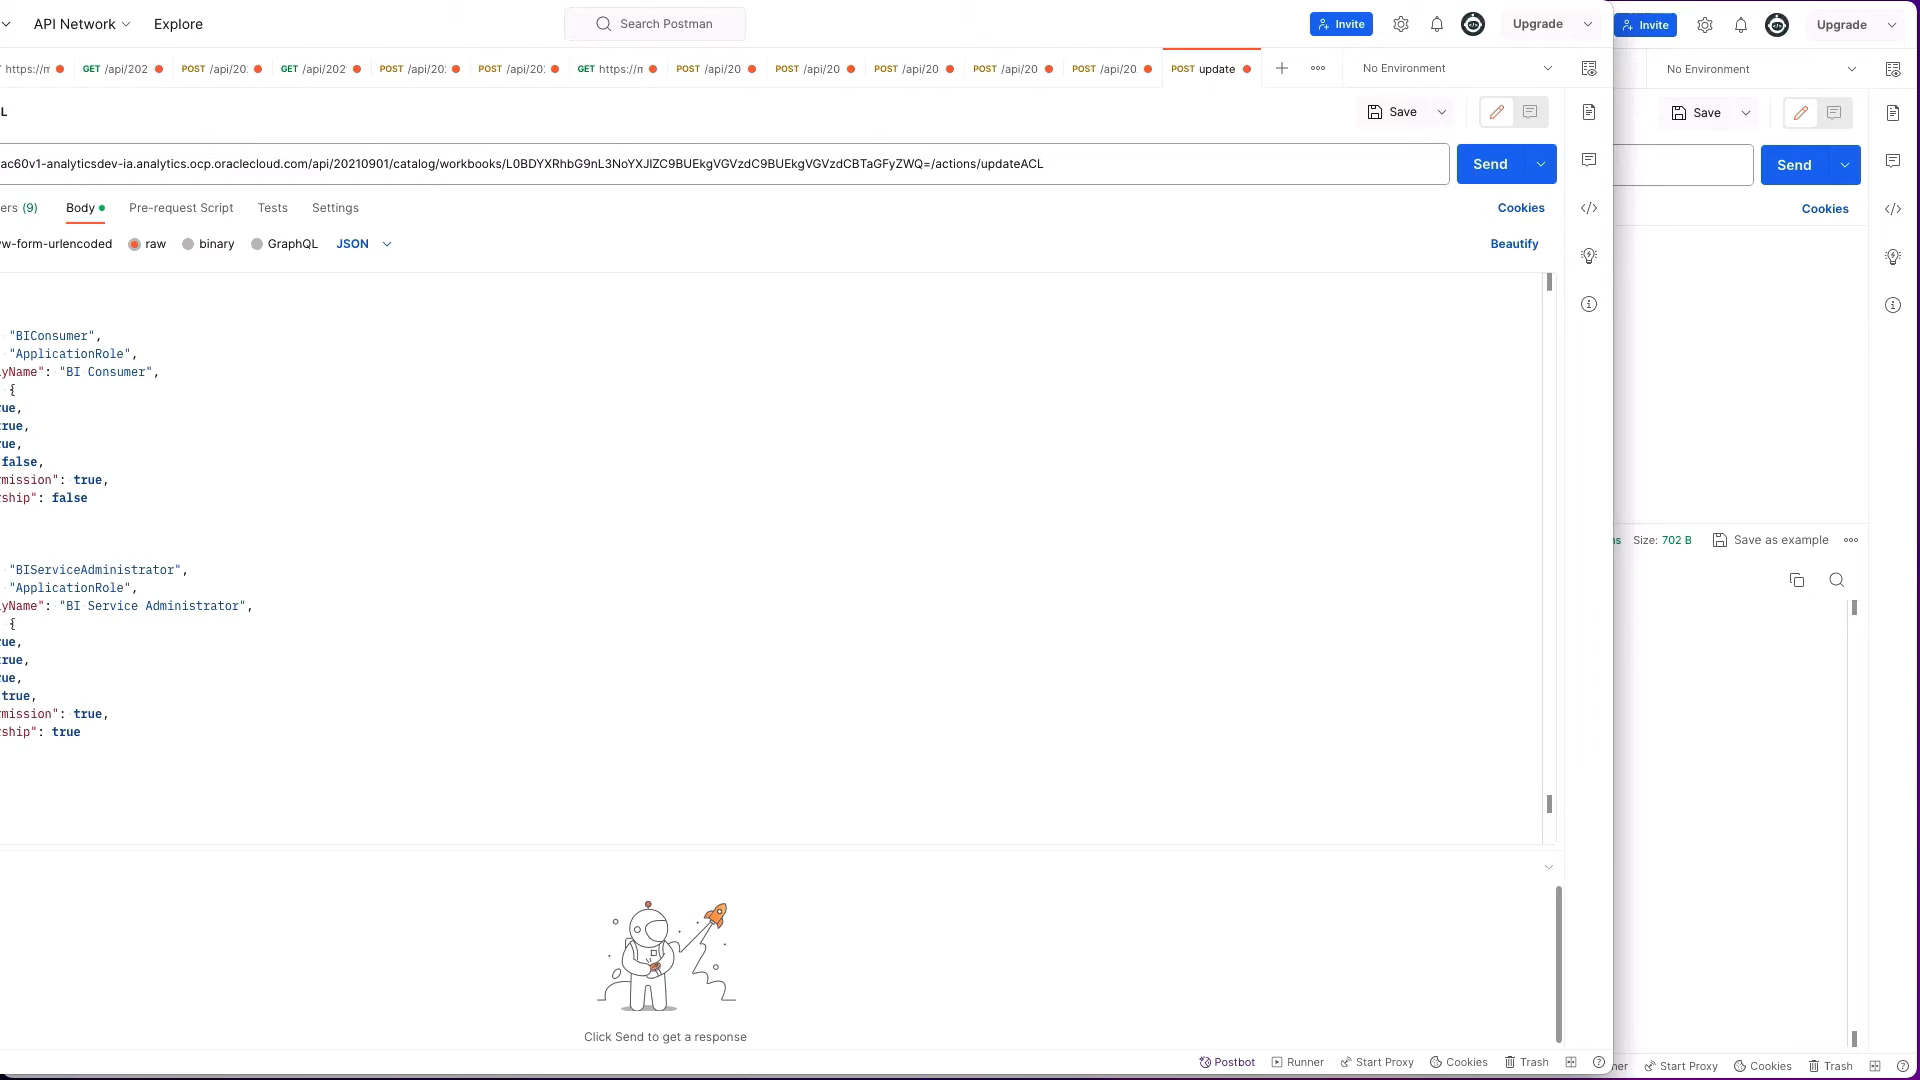 API Network
Explore
Search Postman
Invite
Upgrade
Invite
Upgrade
https://m
GET /api/202
POST /api/20
GET /api/202
POST /api/20
POST /api/20
GET https://m
POST /api/20
POST /api/20
POST /api/20
POST /api/20
POST /api/20
POST update
No Environment
No Environment
L
Save
Save
ac60v1-analyticsdev-ia.analytics.ocp.oraclecloud.com/api/20210901/catalog/workbooks/L0BDYXRhbG9nL3NoYXJlZC9BUEkgVGVzdC9BUEkgVGVzdCBTaGFyZWQ=/actions/updateACL
Send
Send
ers (9)
Body
Pre-request Script
Tests
Settings
Cookies
Cookies
w-form-urlencoded
raw
binary
GraphQL
JSON
Beautify
"BIConsumer",
"ApplicationRole",
yName": "BI Consumer",
{
ue,
rue,
ue,
false,
mission": true,
ship": false
"BIServiceAdministrator",
"ApplicationRole",
yName": "BI Service Administrator",
{
ue,
rue,
ue,
true,
mission": true,
ship": true
ns
Size: 702 B
Save as example
Click Send to get a response
Postbot
Runner
Start Proxy
Cookies
Trash
ner
Start Proxy
Cookies
Trash